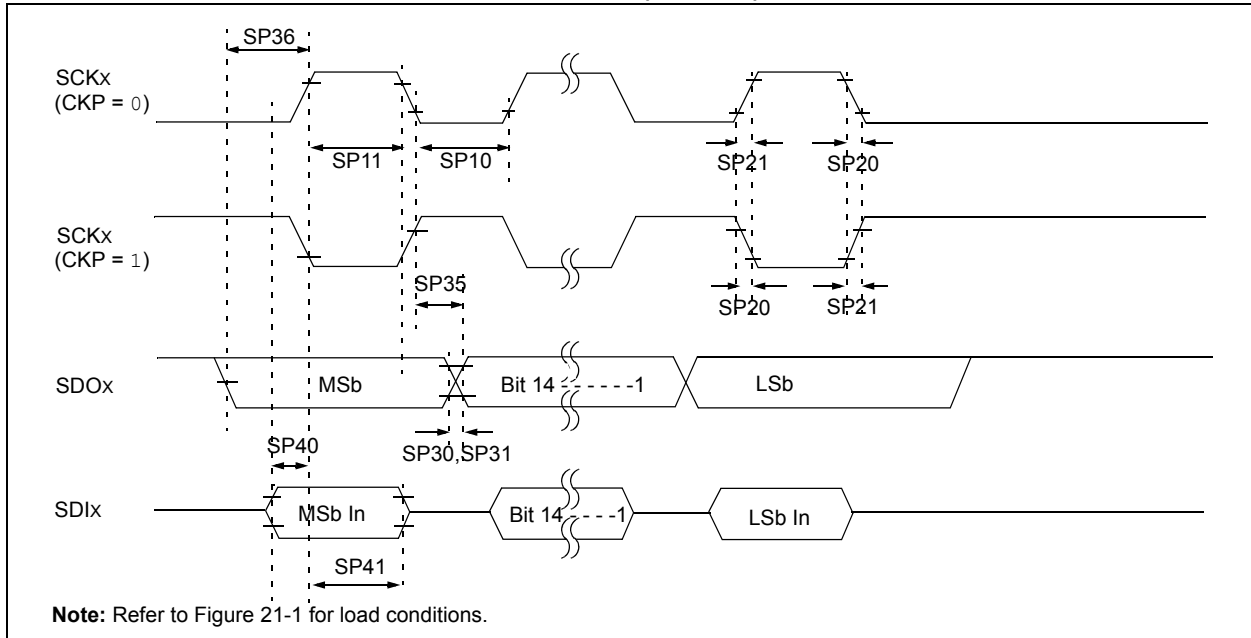 SP36
SCKx
(CKP = 0)
SP11
SP10
SP21
SP20
SCKx
(CKP = 1)
SP35
SP20
SP21
SDOx
MSb
Bit 14 - - - - - -1
LSb
SP40
SP30,SP31
SDIx
MSb In
Bit 14 - - - -1
LSb In
SP41
Note: Refer to Figure 21-1 for load conditions.